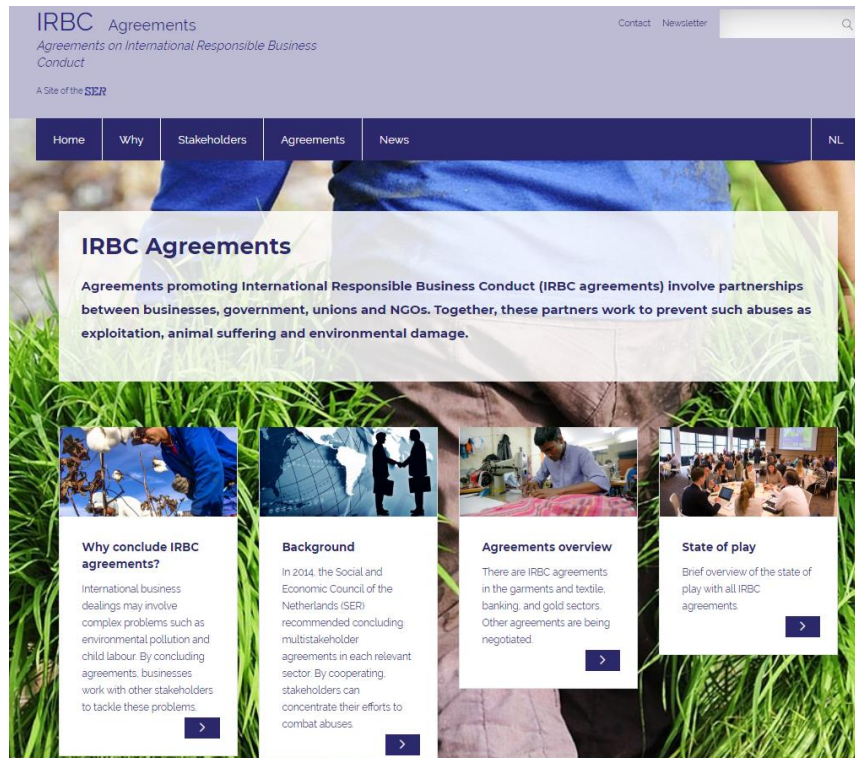 IRBC Agreements
Agreements on International Responsible Business
Conduct
A Site of the SER
Contact Newsletter
Home Why Stakeholders Agreements News NL
IRBC Agreements
Agreements promoting International Responsible Business Conduct (IRBC agreements) involve partnerships
between businesses, government, unions and NGOs. Together, these partners work to prevent such abuses as
exploitation, animal suffering and environmental damage.
Why conclude IRBC
agreements?
International business
dealings may involve
complex problems such as
environmental pollution and
child labour. By concluding
agreements, businesses
work with other stakeholders
to tackle these problems.
Background
In 2014, the Social and
Economic Council of the
Netherlands (SER)
recommended concluding
multistakeholder
agreements in each relevant
sector. By cooperating,
stakeholders can
concentrate their efforts to
combat abuses.
Agreements overview
There are IRBC agreements
in the garments and textile,
banking, and gold sectors.
Other agreements are being
negotiated.
State of play
Brief overview of the state of
play with all IRBC
agreements.